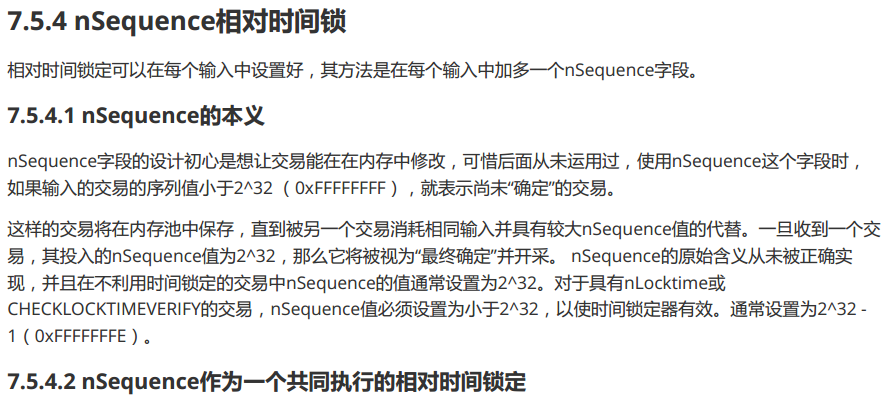 7.5.4 nSequence相对时间锁
相对时间锁定可以在每个输入中设置好，其方法是在每个输入中加多一个nSequence字段。
7.5.4.1 nSequence的本义
nSequence字段的设计初心是想让交易能在在内存中修改，可惜后面从未运用过，使用nSequence这个字段时，
如果输入的交易的序列值小于2^32 （0xFFFFFFFF），就表示尚未“确定”的交易。
这样的交易将在内存池中保存，直到被另一个交易消耗相同输入并具有较大nSequence值的代替。一旦收到一个交
易，其投入的nSequence值为2^32，那么它将被视为“最终确定”并开采。 nSequence的原始含义从未被正确实
现，并且在不利用时间锁定的交易中nSequence的值通常设置为2^32。对于具有nLocktime或
CHECKLOCKTIMEVERIFY的交易，nSequence值必须设置为小于2^32，以使时间锁定器有效。通常设置为2^32 -
1（0xFFFFFFFE）。
7.5.4.2 nSequence作为一个共同执行的相对时间锁定